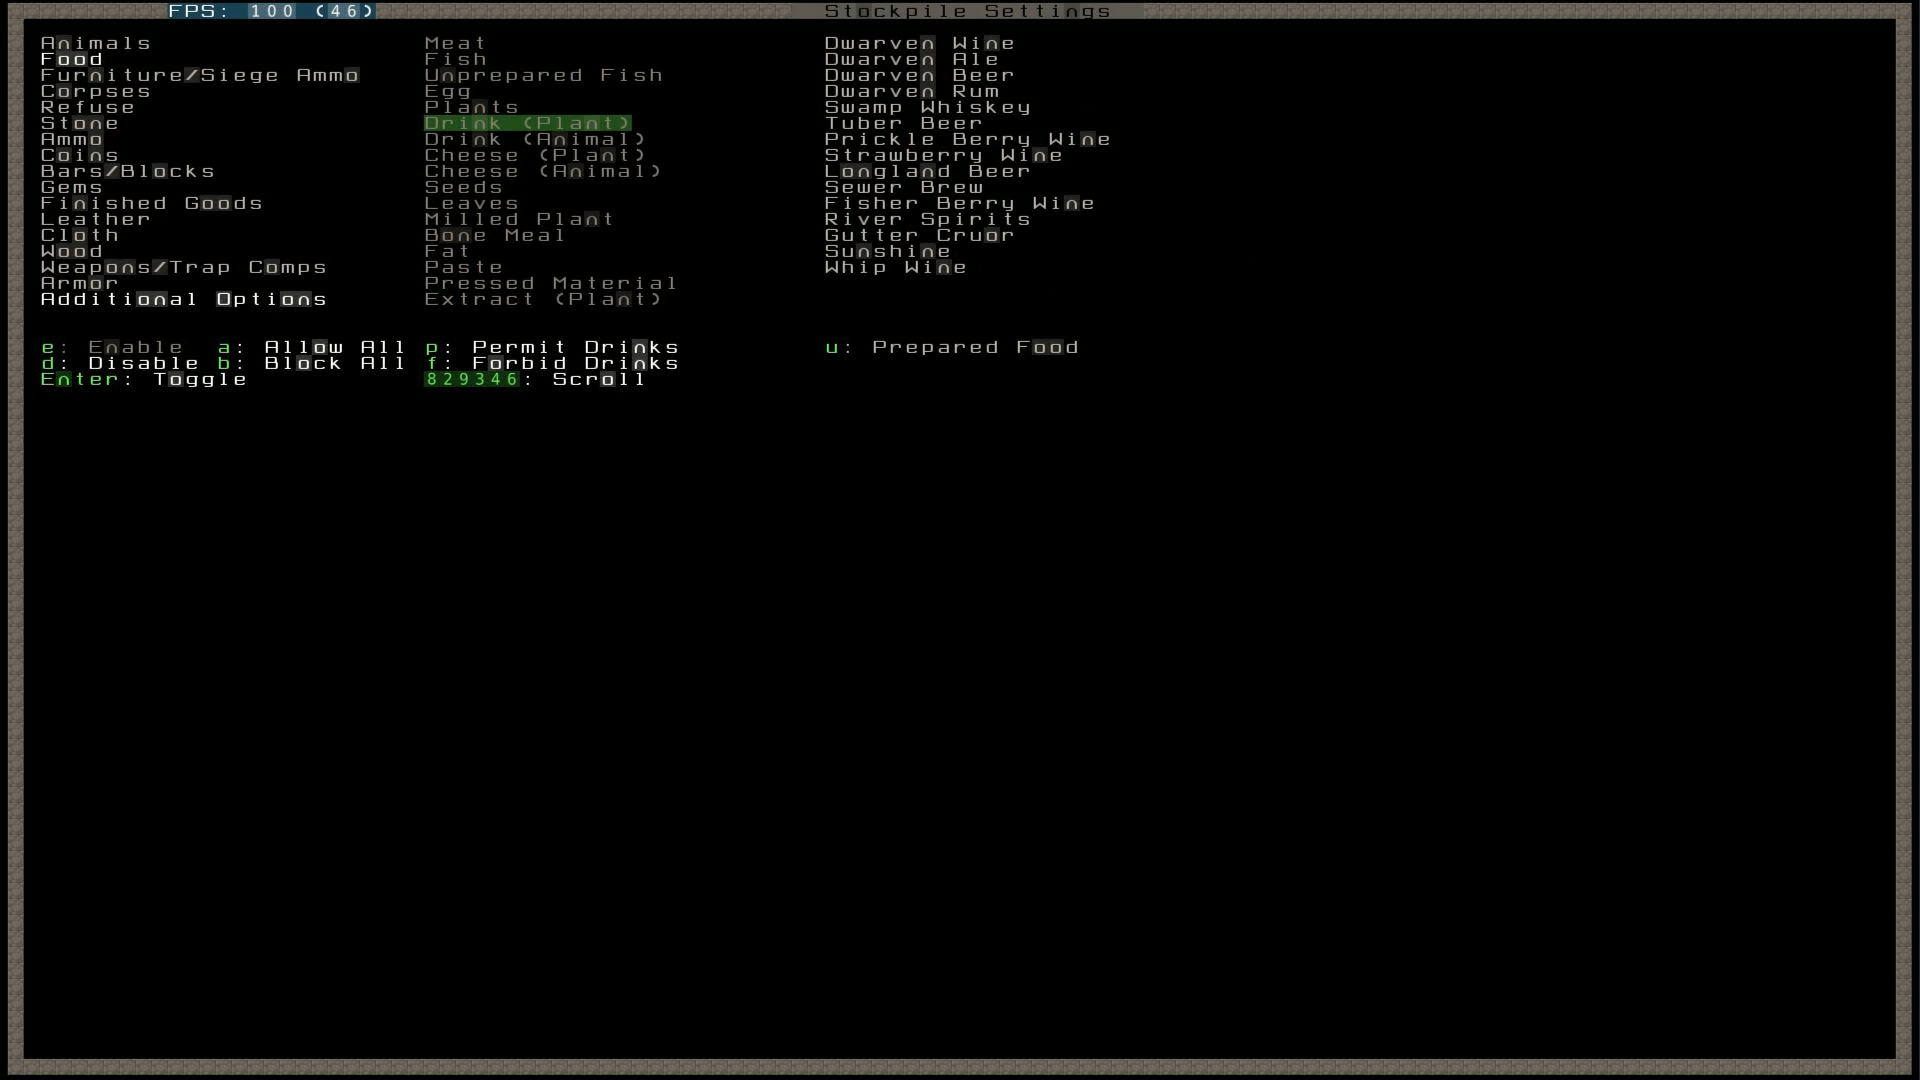 FPS: 100 (46) Stockpile Settings
Animals Meat Dwarven Wine
Food Fish Dwarven Ale
Furniture/Siege Ammo Unprepared Fish Dwarven Beer
Corpses Egg Dwarven Rum
Refuse Plants Swamp Whiskey
Stone Drink (Plant) Tuber Beer
Ammo Drink (Animal) Prickle Berry Wine
Coins Cheese (Plant) Strawberry Wine
Bars/Blocks Cheese (Animal) Longland Beer
Gems Seeds Sewer Brew
Finished Goods Leaves Fisher Berry Wine
Leather Milled Plant River Spirits
Cloth Bone Meal Gutter Cruor
Wood Fat Sunshine
Weapons/Trap Comps Paste Whip Wine
Armor Pressed Material
Additional Options Extract (Plant)
e: Enable a: Allow All p: Permit Drinks u: Prepared Food
d: Disable b: Block All f: Forbid Drinks
Enter: Toggle 829346: Scroll